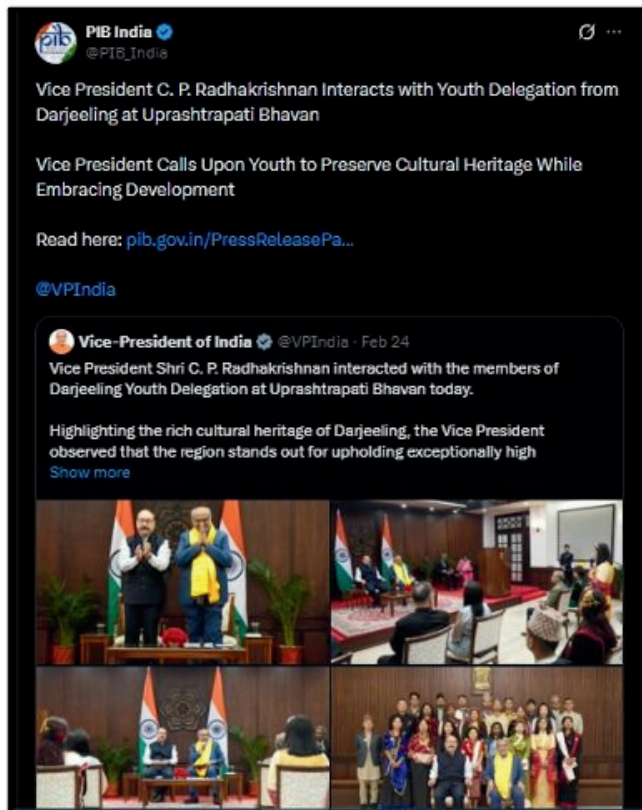 pib
PIB India
@PIB_India
Vice President C. P. Radhakrishnan Interacts with Youth Delegation from
Darjeeling at Uprashtrapati Bhavan
Vice President Calls Upon Youth to Preserve Cultural Heritage While
Embracing Development
Read here: pib.gov.in/PressReleasePa...
@VPIndia
Vice-President of India @VPIndia · Feb 24
Vice President Shri C. P. Radhakrishnan interacted with the members of
Darjeeling Youth Delegation at Uprashtrapati Bhavan today.
Highlighting the rich cultural heritage of Darjeeling, the Vice President
observed that the region stands out for upholding exceptionally high
Show more